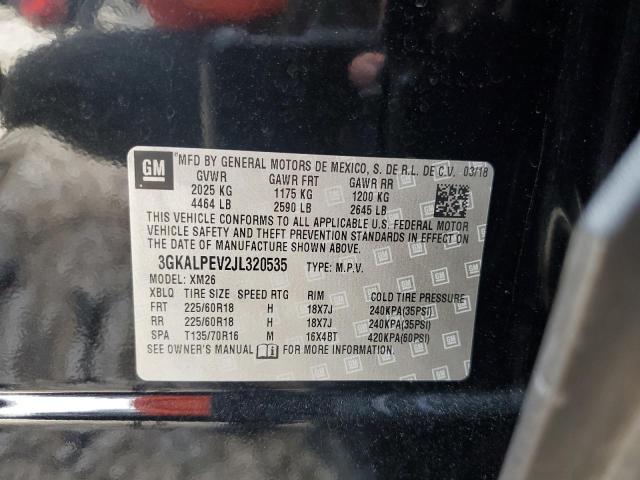 GM MFD BY GENERAL MOTORS DE MEXICO, S. DE R.L. DE C.V. 03/18
GVWR GAWR FRT GAWR RR
2025 KG 1175 KG 1200 KG
4464 LB 2590 LB 2645 LB
THIS VEHICLE CONFORMS TO ALL APPLICABLE U.S. FEDERAL MOTOR
VEHICLE SAFETY, BUMPER, AND THEFT PREVENTION STANDARDS IN EFFECT
ON THE DATE OF MANUFACTURE SHOWN ABOVE.
3GKALPEV2JL320535 TYPE: M.P.V.
MODEL: XM26
XBLQ TIRE SIZE SPEED RTG RIM COLD TIRE PRESSURE
FRT 225/60R18 H 18X7J 240KPA(35PSI)
RR 225/60R18 H 18X7J 240KPA(35PSI)
SPA T135/70R16 M 16X4BT 420KPA(60PSI)
SEE OWNER'S MANUAL FOR MORE INFORMATION.